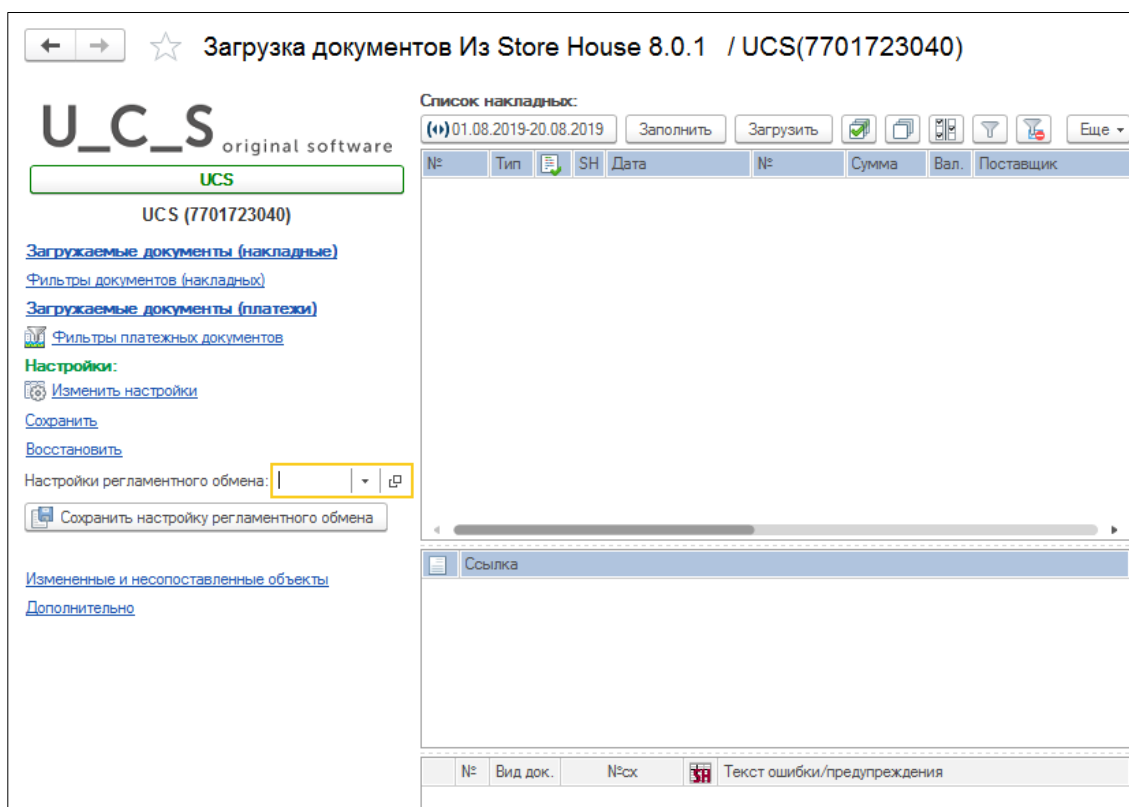 Загрузка документов Из Store House 8.0.1 / UCS(7701723040)
U_C_S original software
UCS
UCS (7701723040)
Загружаемые документы (накладные)
Фильтры документов (накладных)
Загружаемые документы (платежи)
Фильтры платежных документов
Настройки:
Изменить настройки
Сохранить
Восстановить
Настройки регламентного обмена:
Сохранить настройку регламентного обмена
Измененные и несопоставленные объекты
Дополнительно
Список накладных:
01.08.2019-20.08.2019 Заполнить Загрузить Еще
№ Тип SH Дата № Сумма Вал. Поставщик
Ссылка
№ Вид док. №сх SH Текст ошибки/предупреждения